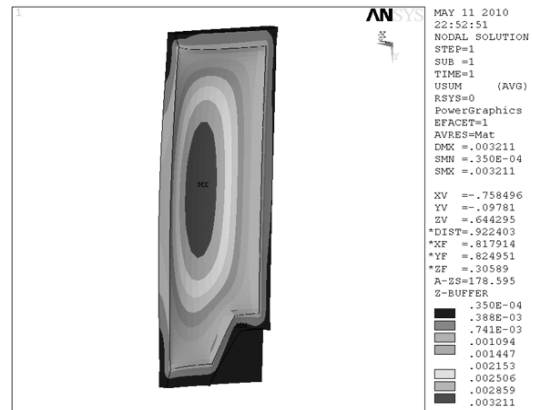 1
ANSYS
MX
X
Y
MAY 11 2010
22:52:51
NODAL SOLUTION
STEP=1
SUB =1
TIME=1
USUM (AVG)
RSYS=0
PowerGraphics
EFACET=1
AVRES=Mat
DMX =.003211
SMN =.350E-04
SMX =.003211
XV =-.758496
YV =-.09781
ZV =.644295
*DIST=.922403
*XF =.817914
*YF =.824951
*ZF =.30589
A-ZS=178.595
Z-BUFFER
.350E-04
.388E-03
.741E-03
.001094
.001447
.002153
.002506
.002859
.003211